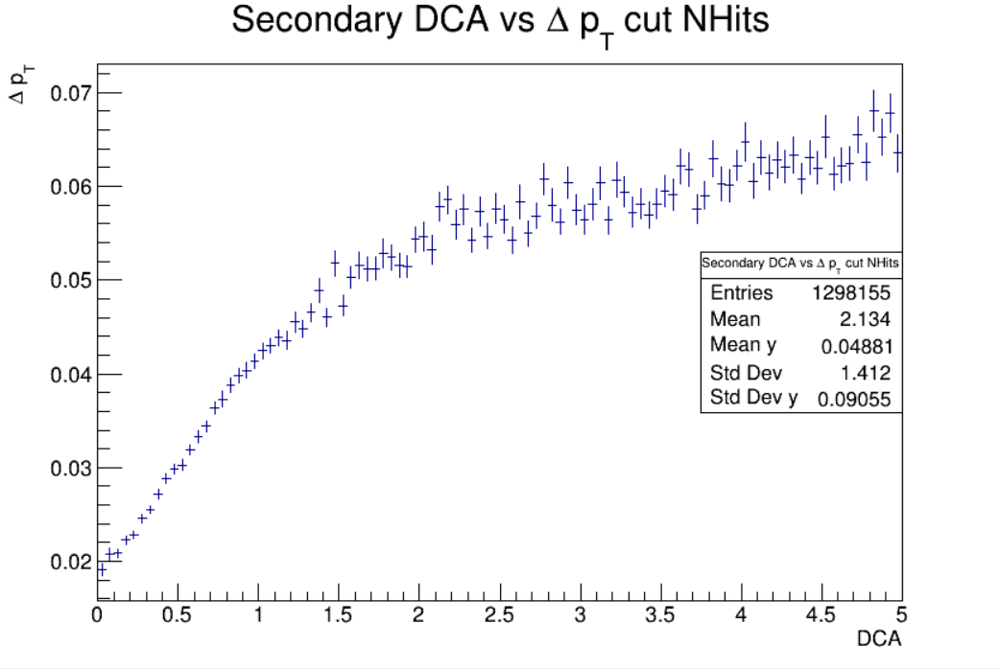 Secondary DCA vs Δ p_T cut NHits
Δ p_T
0.07
0.06
0.05
0.04
0.03
0.02
Secondary DCA vs Δ p_T cut NHits
Entries 1298155
Mean 2.134
Mean y 0.04881
Std Dev 1.412
Std Dev y 0.09055
0 0.5 1 1.5 2 2.5 3 3.5 4 4.5 5
DCA